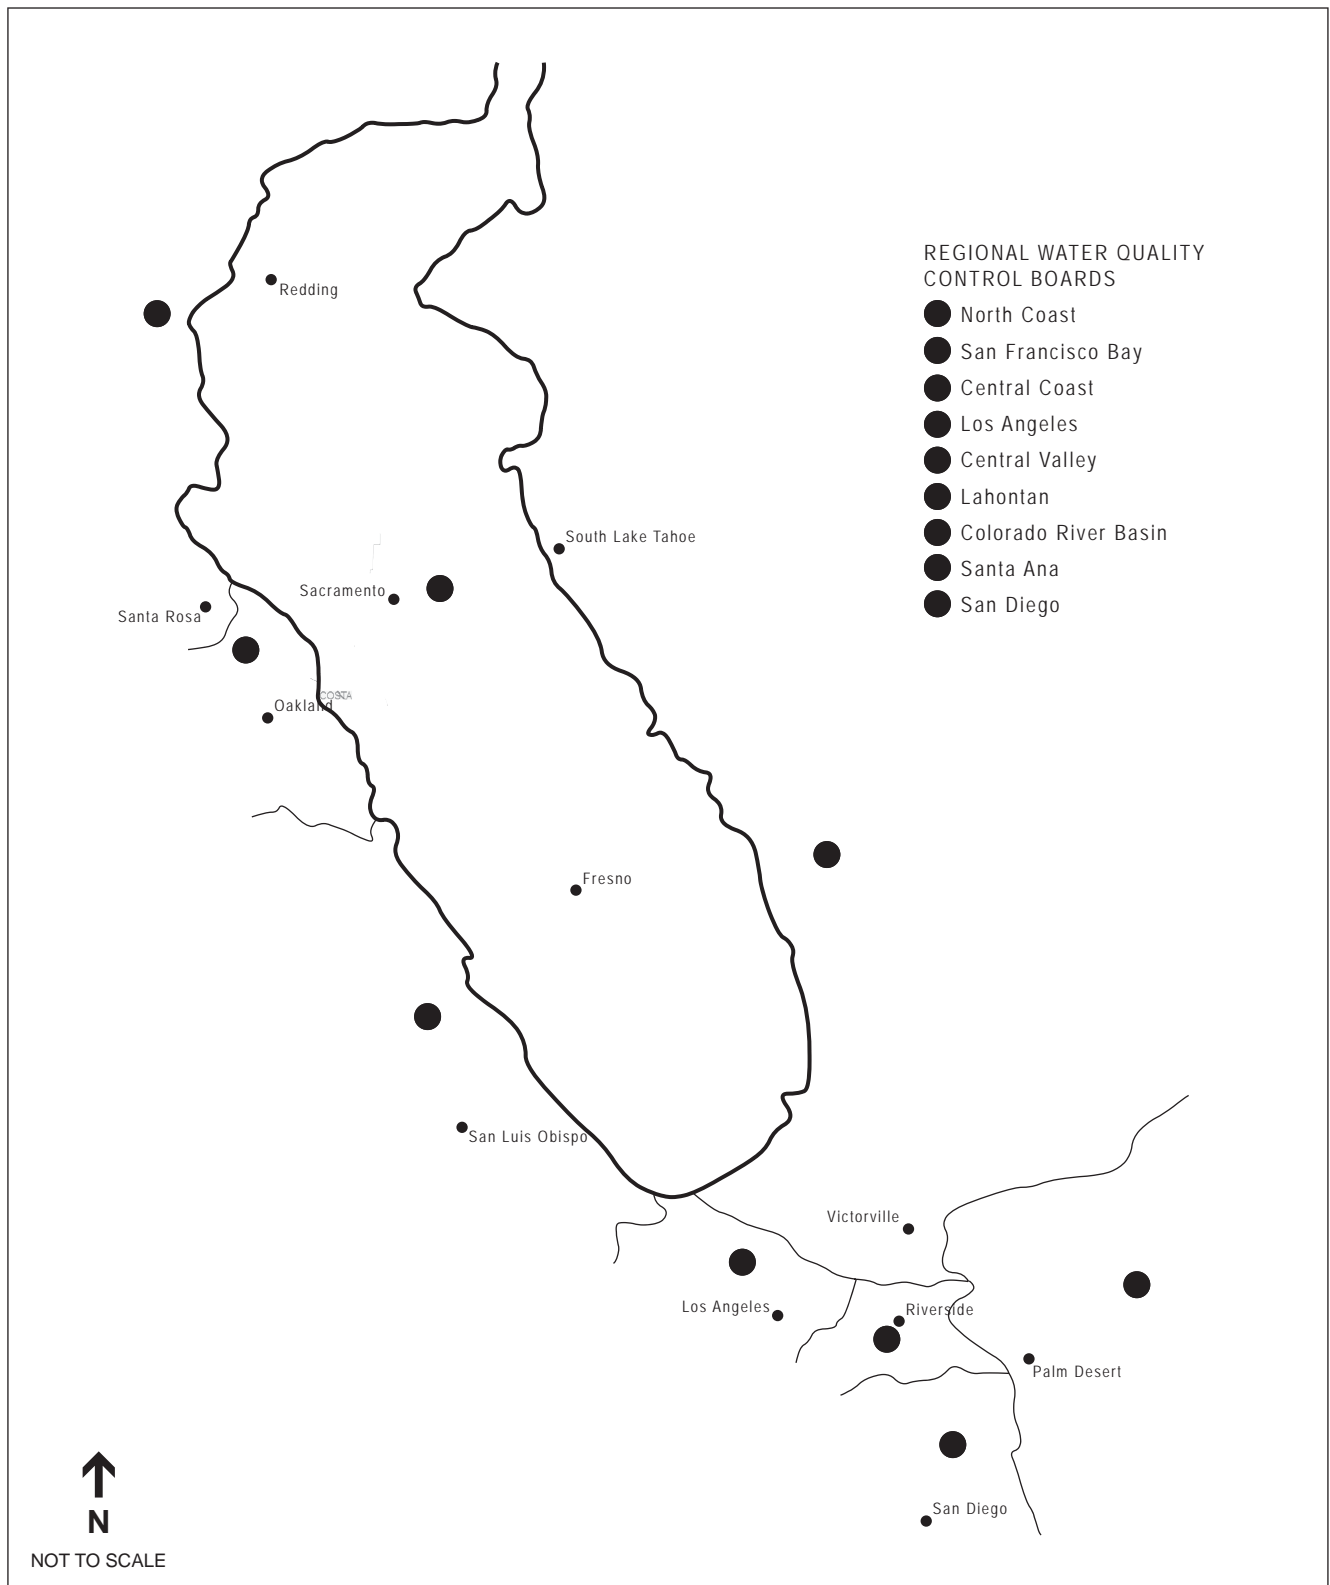 REGIONAL WATER QUALITY
CONTROL BOARDS
North Coast
San Francisco Bay
Central Coast
Los Angeles
Central Valley
Lahontan
Colorado River Basin
Santa Ana
San Diego
Redding
South Lake Tahoe
Sacramento
Santa Rosa
COSTA
Oakland
Fresno
San Luis Obispo
Victorville
Los Angeles
Riverside
Palm Desert
San Diego
N
NOT TO SCALE